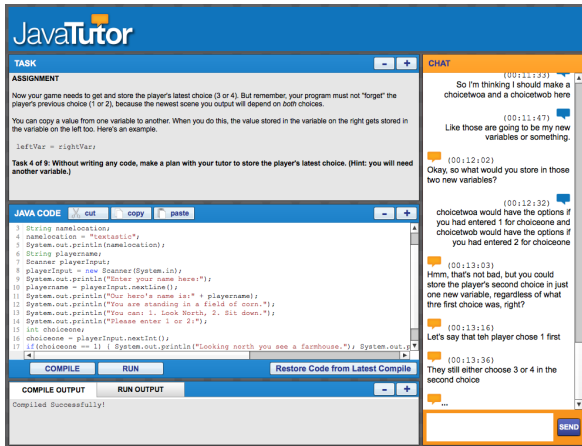 JavaTutor
TASK
- +
ASSIGNMENT
Now your game needs to get and store the player's latest choice (3 or 4). But remember, your program must not "forget" the
player's previous choice (1 or 2), because the newest scene you output will depend on both choices.
You can copy a value from one variable to another. When you do this, the value stored in the variable on the right gets stored in
the variable on the left too. Here's an example.
leftVar = rightVar;
Task 4 of 9: Without writing any code, make a plan with your tutor to store the player's latest choice. (Hint: you will need
another variable.)
JAVA CODE cut copy paste - +
3 String namelocation;
4 namelocation = "textastic";
5 System.out.println(namelocation);
6 String playername;
7 Scanner playerInput;
8 playerInput = new Scanner(System.in);
9 System.out.println("Enter your name here:");
10 playername = playerInput.nextLine();
11 System.out.println("Our hero's name is:" + playername);
12 System.out.println("You are standing in a field of corn.");
13 System.out.println("You can: 1. Look North, 2. Sit down.");
14 System.out.println("Please enter 1 or 2:");
15 int choiceone;
16 choiceone = playerInput.nextInt();
17 if(choiceone == 1) { System.out.println("Looking north you see a farmhouse."); System.out.p
COMPILE RUN Restore Code from Latest Compile
COMPILE OUTPUT RUN OUTPUT - +
Compiled Successfully!
CHAT
(00:11:33)
So I'm thinking I should make a
choicetwoa and a choicetwob here
(00:11:47)
Like those are going to be my new
variables or something.
(00:12:02)
Okay, so what would you store in those
two new variables?
(00:12:32)
choicetwoa would have the options if
you had entered 1 for choiceone and
choicetwob would have the options if
you had entered 2 for choiceone
(00:13:03)
Hmm, that's not bad, but you could
store the player's second choice in just
one new variable, regardless of what
thre first choice was, right?
(00:13:16)
Let's say that teh player chose 1 first
(00:13:36)
They still either choose 3 or 4 in the
second choice
...
SEND